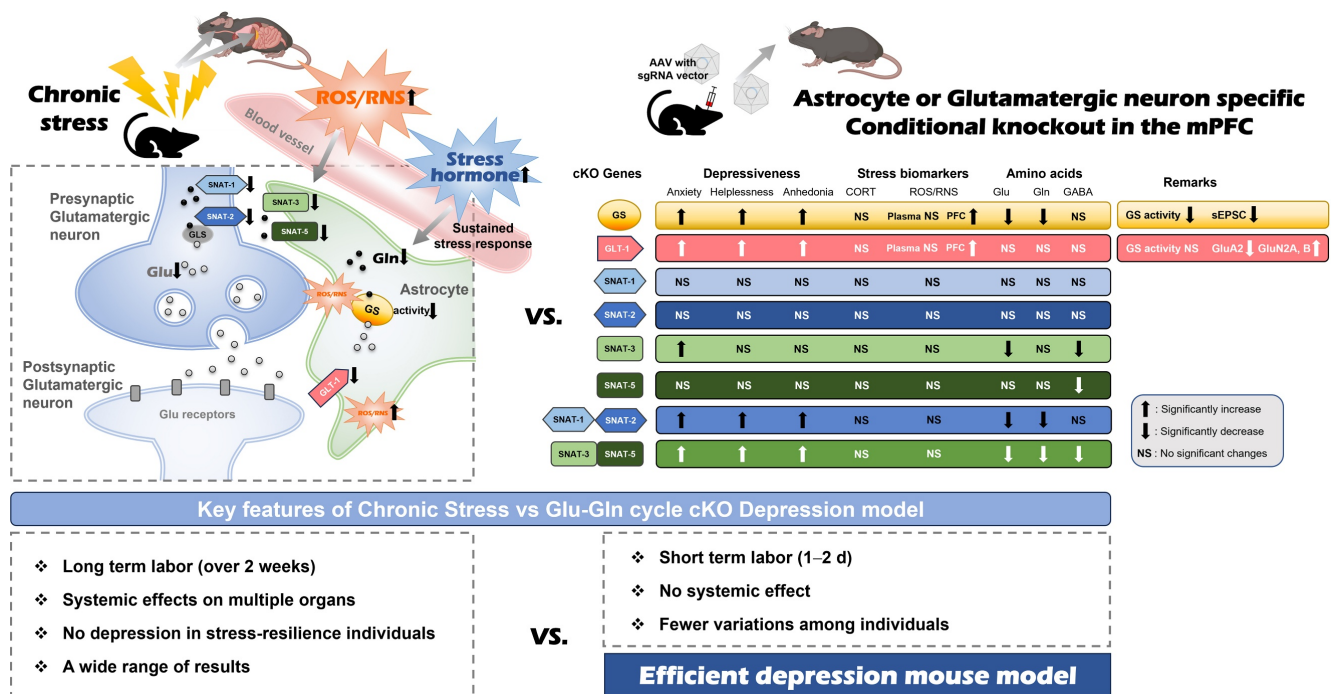 Chronic
stress
ROS/RNS
Blood vessel
Stress
hormone
Sustained
stress response
Presynaptic
Glutamatergic
neuron
SNAT-1
SNAT-2
GLS
Glu
SNAT-3
SNAT-5
Gln
ROS/RNS
Astrocyte
GS
activity
GLT-1
ROS/RNS
Postsynaptic
Glutamatergic
neuron
Glu receptors
vs.
AAV with
sgRNA vector
Astrocyte or Glutamatergic neuron specific
Conditional knockout in the mPFC
cKO Genes Depressiveness Stress biomarkers Amino acids Remarks
Anxiety Helplessness Anhedonia CORT ROS/RNS Glu Gln GABA
GS ⬆ ⬆ ⬆ NS Plasma NS PFC ⬆ ⬇ ⬇ NS GS activity ⬇ sEPSC ⬇
GLT-1 ⬆ ⬆ ⬆ NS Plasma NS PFC ⬆ NS NS NS GS activity NS GluA2 ⬇ GluN2A, B ⬆
SNAT-1 NS NS NS NS NS NS NS NS
SNAT-2 NS NS NS NS NS NS NS NS
SNAT-3 ⬆ NS NS NS NS ⬇ NS ⬇
SNAT-5 NS NS NS NS NS NS NS ⬇
SNAT-1 SNAT-2 ⬆ ⬆ ⬆ NS NS ⬇ ⬇ NS
SNAT-3 SNAT-5 ⬆ ⬆ ⬆ NS NS ⬇ ⬇ ⬇
⬆ : Significantly increase
⬇ : Significantly decrease
NS : No significant changes
Key features of Chronic Stress vs Glu-Gln cycle cKO Depression model
❖ Long term labor (over 2 weeks)
❖ Systemic effects on multiple organs
❖ No depression in stress-resilience individuals
❖ A wide range of results
vs.
❖ Short term labor (1–2 d)
❖ No systemic effect
❖ Fewer variations among individuals
Efficient depression mouse model